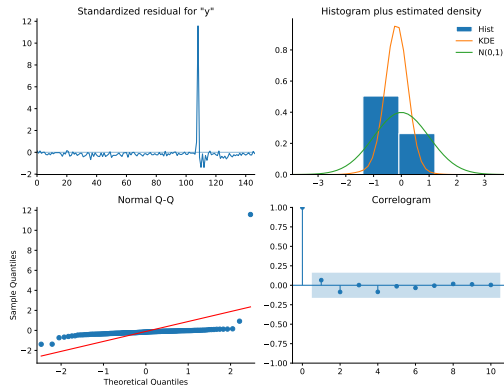 Standardized residual for "y"
12
10
8
6
4
2
0
−2
0 20 40 60 80 100 120 140
Histogram plus estimated density
Hist
KDE
N(0,1)
0.8
0.6
0.4
0.2
0.0
−3 −2 −1 0 1 2 3
Normal Q-Q
Sample Quantiles
12
10
8
6
4
2
0
−2
−2 −1 0 1 2
Theoretical Quantiles
Correlogram
1.00
0.75
0.50
0.25
0.00
−0.25
−0.50
−0.75
−1.00
0 2 4 6 8 10